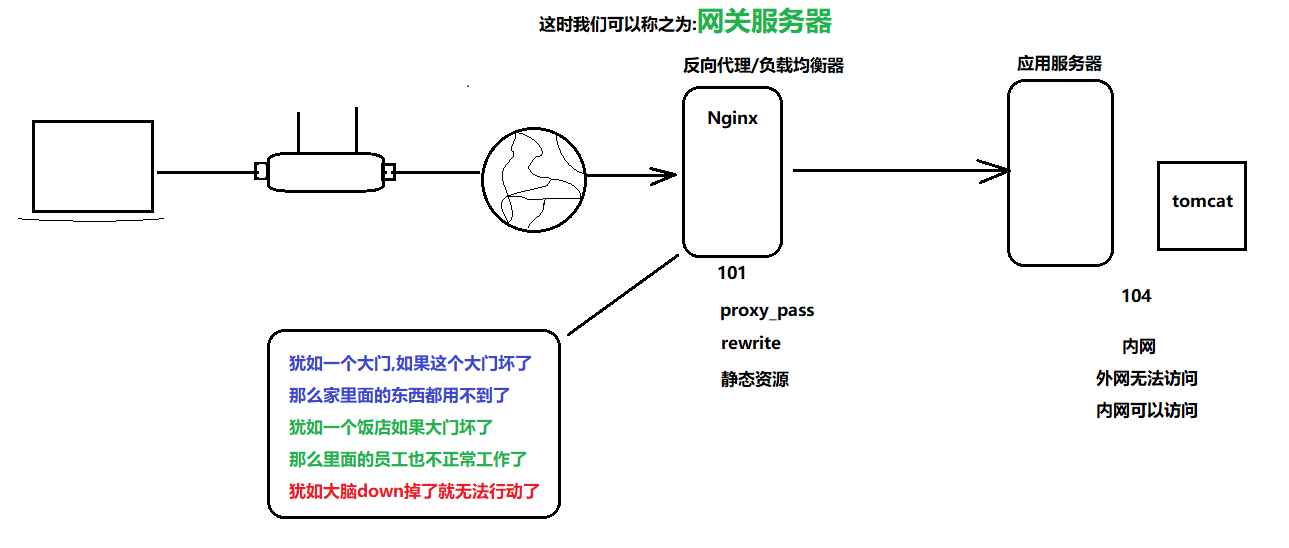 这时我们可以称之为:网关服务器
反向代理/负载均衡器
应用服务器
Nginx
tomcat
101
proxy_pass
rewrite
静态资源
104
内网
外网无法访问
内网可以访问
犹如一个大门,如果这个大门坏了
那么家里面的东西都用不到了
犹如一个饭店如果大门坏了
那么里面的员工也不正常工作了
犹如大脑down掉了就无法行动了